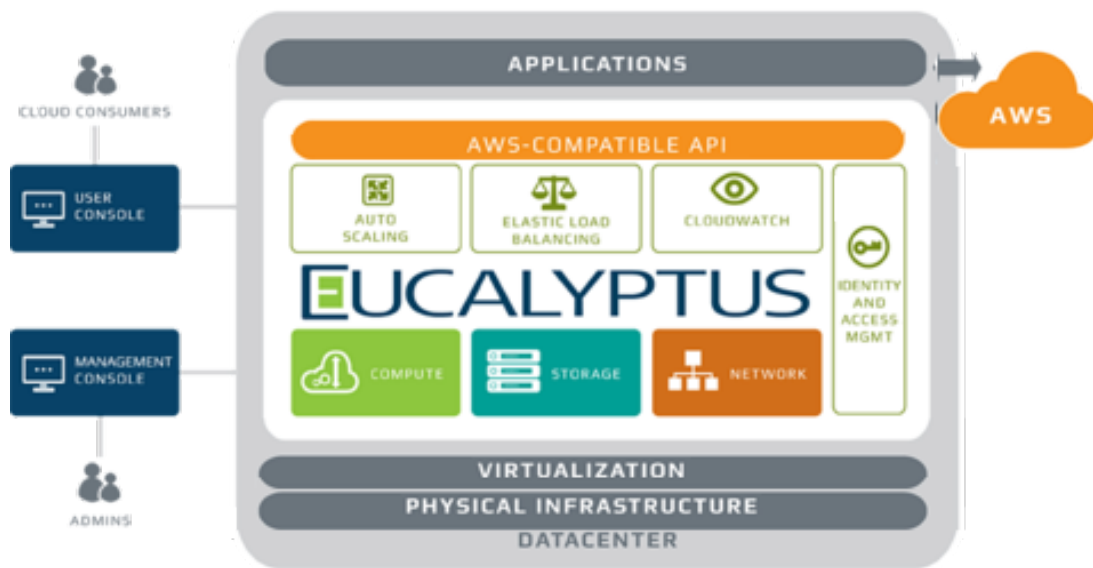 APPLICATIONS
CLOUD CONSUMERS
AWS
AWS-COMPATIBLE API
USER
CONSOLE
AUTO
SCALING
ELASTIC LOAD
BALANCING
CLOUDWATCH
IDENTITY
AND
ACCESS
MGMT
EUCALYPTUS
MANAGEMENT
CONSOLE
COMPUTE
STORAGE
NETWORK
ADMINS
VIRTUALIZATION
PHYSICAL INFRASTRUCTURE
DATACENTER